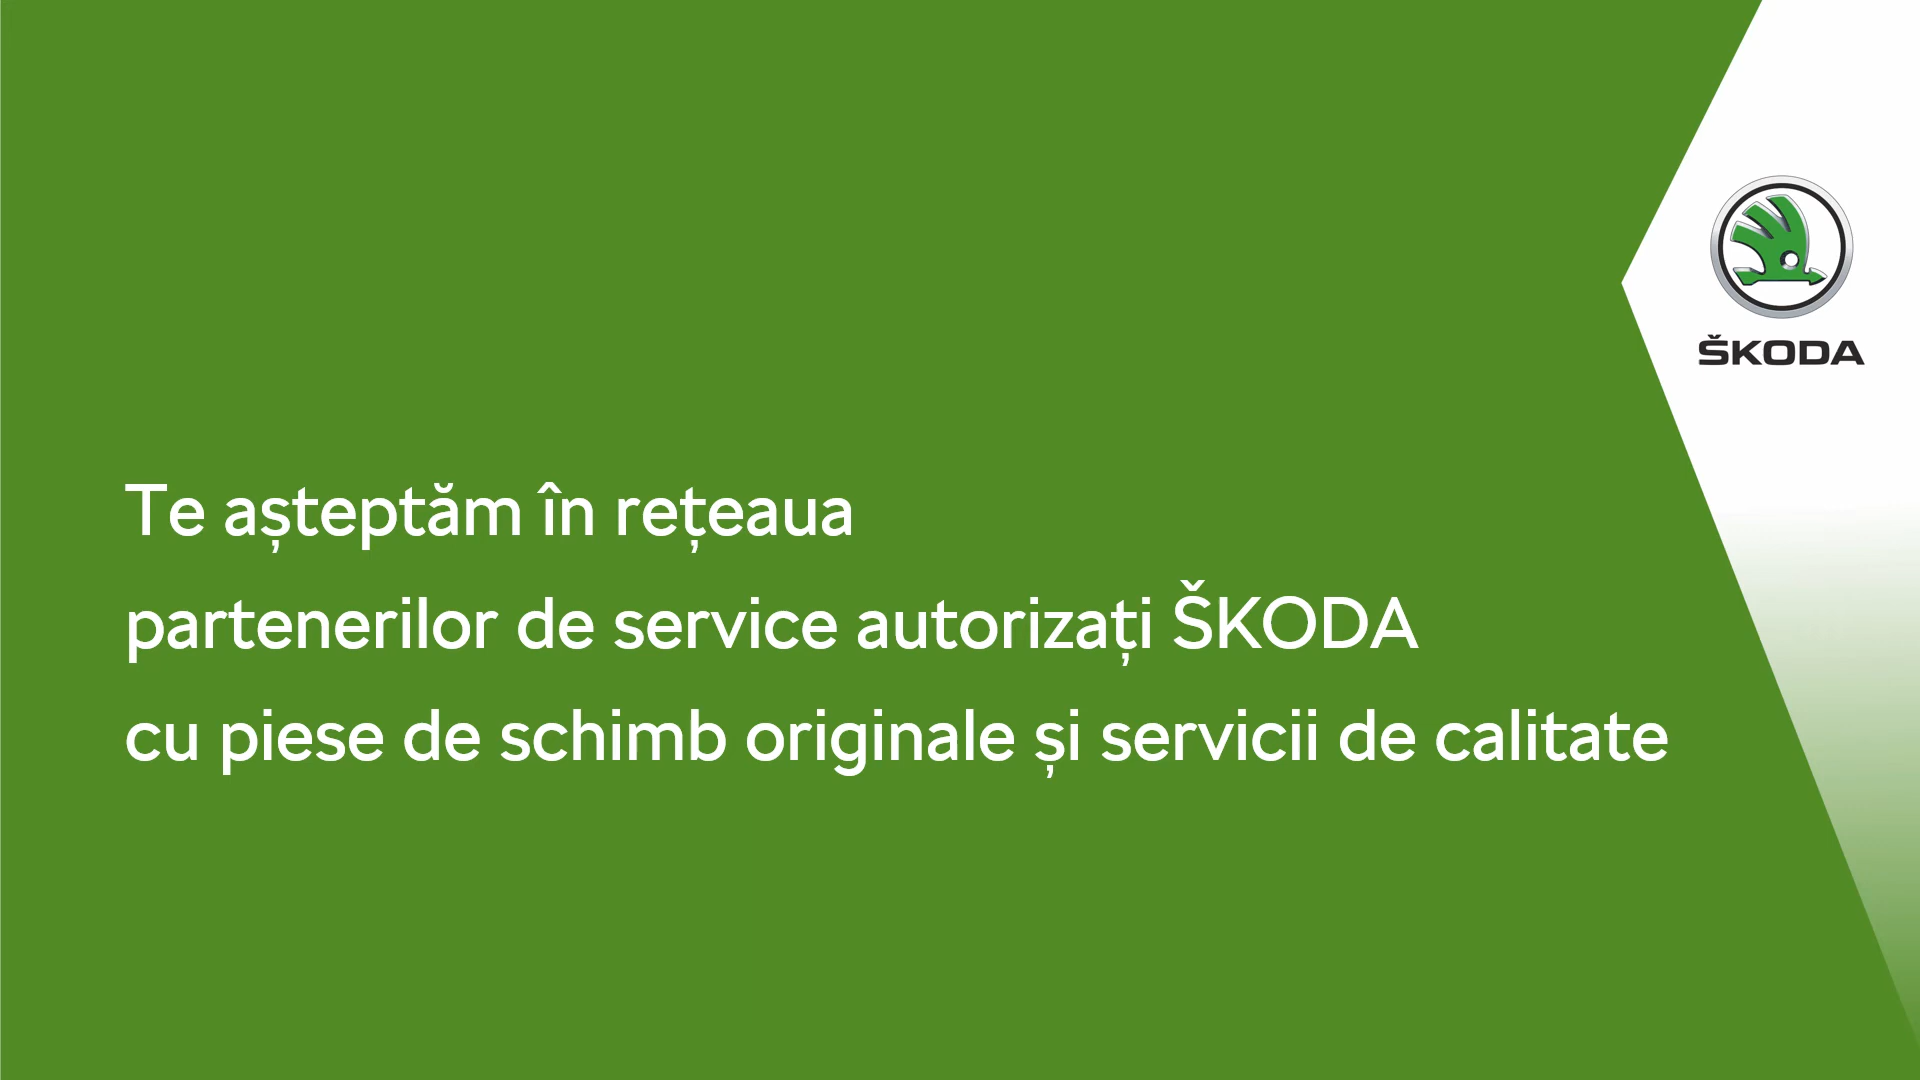 ŠKODA
Te așteptăm în rețeaua
partenerilor de service autorizați ŠKODA
cu piese de schimb originale și servicii de calitate